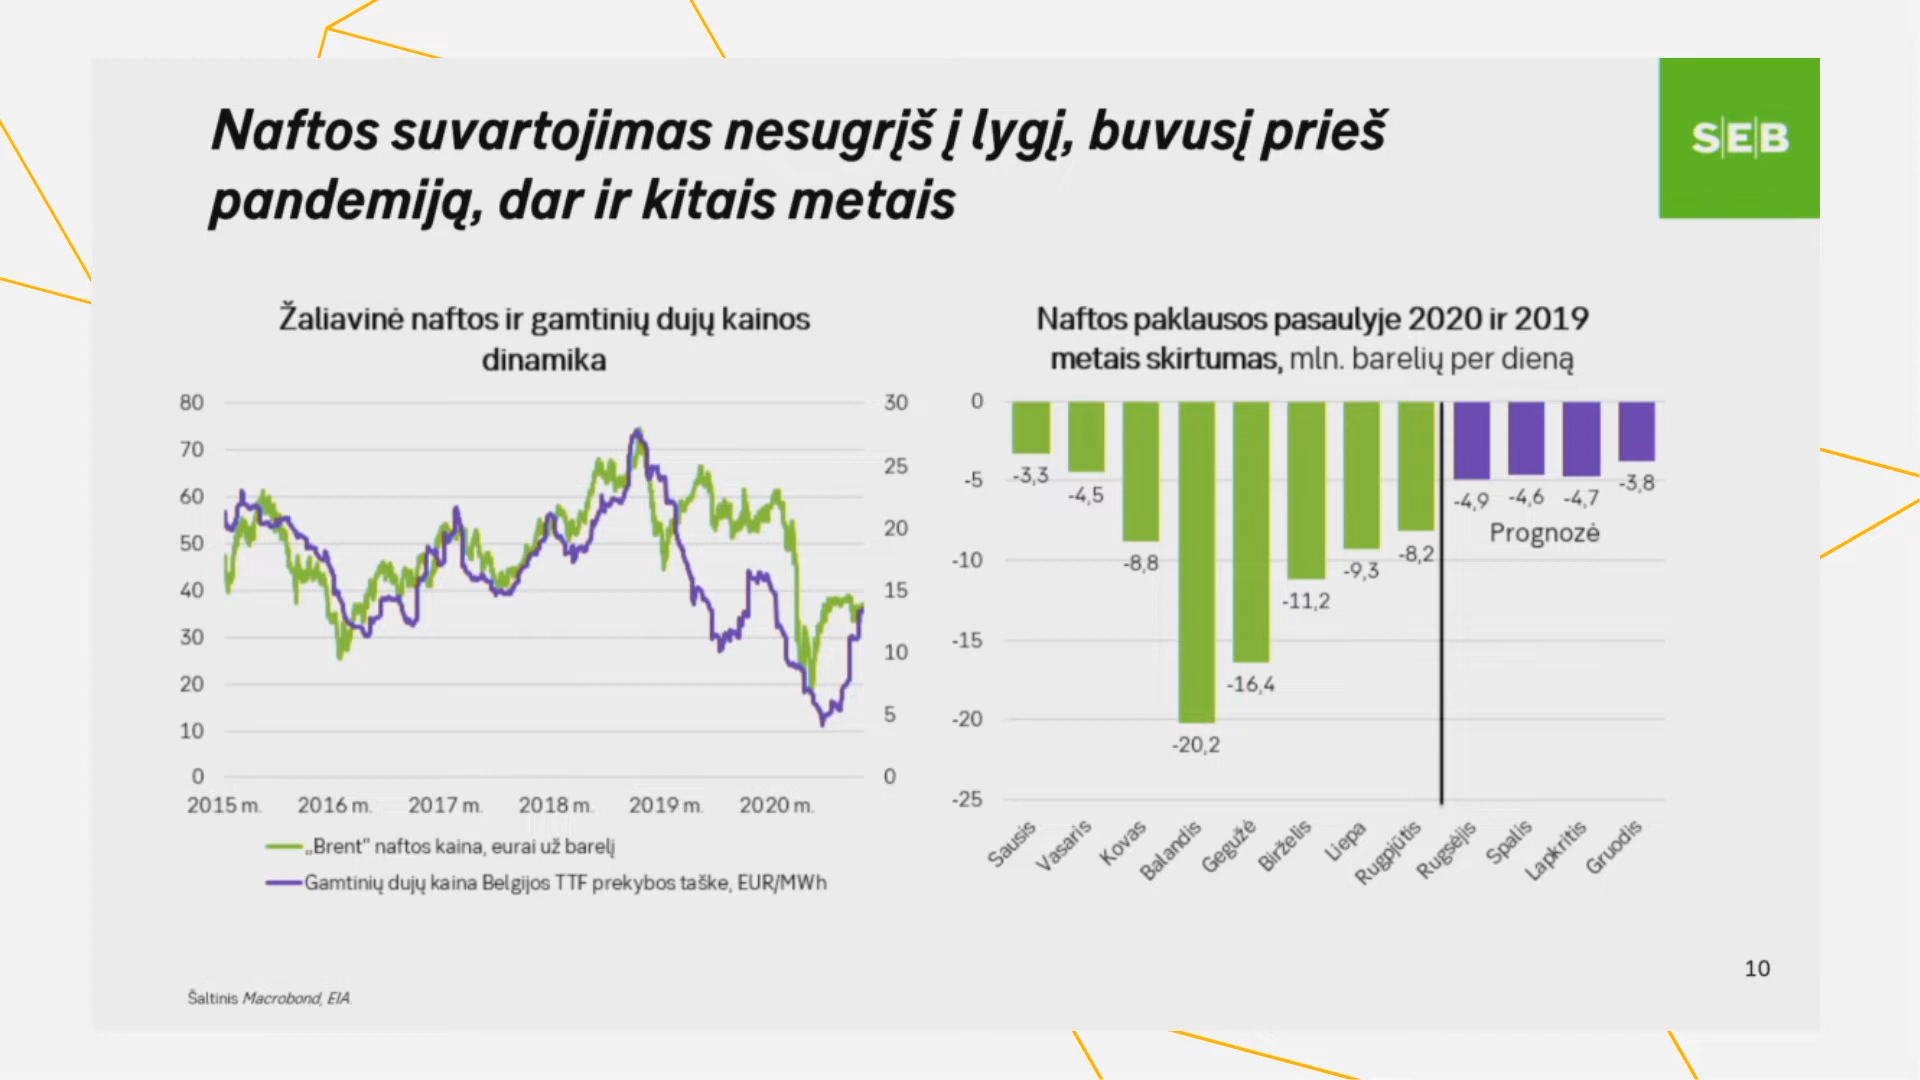 Naftos suvartojimas nesugrįš į lygį, buvusį prieš
pandemiją, dar ir kitais metais
S|E|B
Žaliavinė naftos ir gamtinių dujų kainos
dinamika
80
70
60
50
40
30
20
10
0
30
25
20
15
10
5
0
2015 m. 2016 m. 2017 m. 2018 m. 2019 m. 2020 m.
„Brent" naftos kaina, eurai už barelį
Gamtinių dujų kaina Belgijos TTF prekybos taške, EUR/MWh
Naftos paklausos pasaulyje 2020 ir 2019
metais skirtumas, mln. barelių per dieną
0
-5
-10
-15
-20
-25
-3,3
-4,5
-8,8
-20,2
-16,4
-11,2
-9,3
-8,2
-4,9
-4,6
-4,7
-3,8
Prognozė
Sausis
Vasaris
Kovas
Balandis
Gegužė
Birželis
Liepa
Rugpjūtis
Rugsėjis
Spalis
Lapkritis
Gruodis
10
Šaltinis Macrobond, EIA.